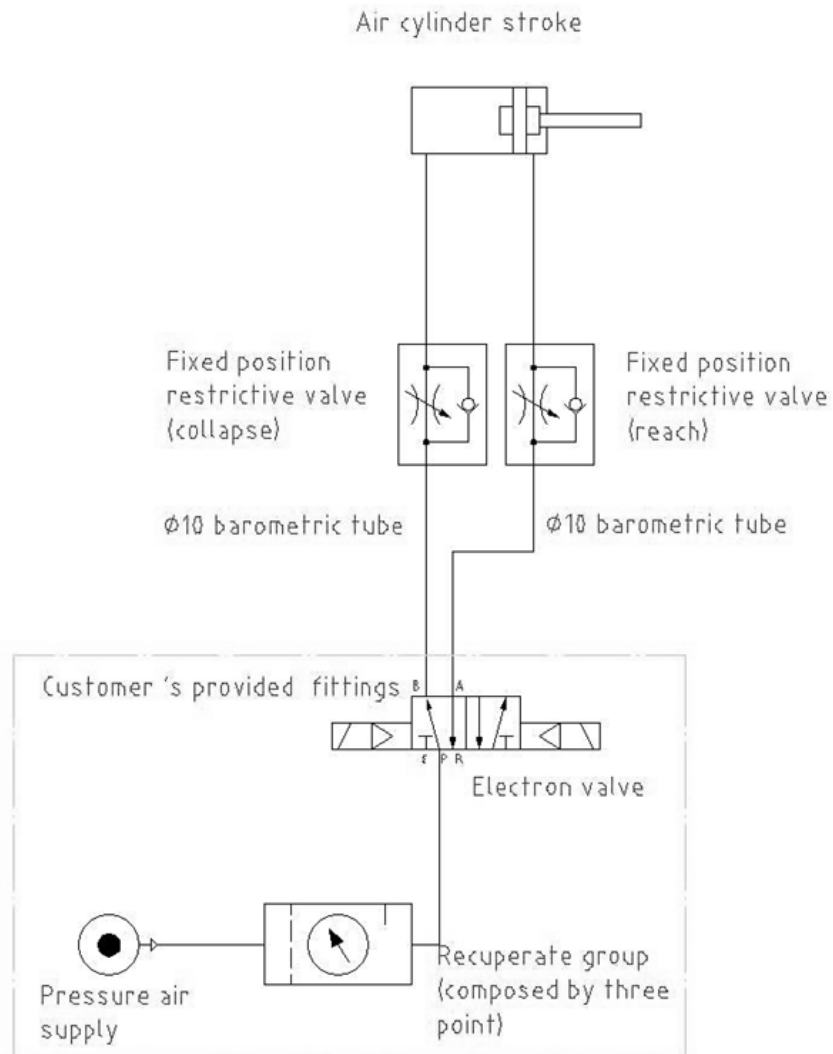 Air cylinder stroke
Fixed position
restrictive valve
(collapse)
Fixed position
restrictive valve
(reach)
Ø10 barometric tube
Ø10 barometric tube
Customer 's provided fittings
B
A
E
P
R
Electron valve
Pressure air
supply
Recuperate group
(composed by three
point)